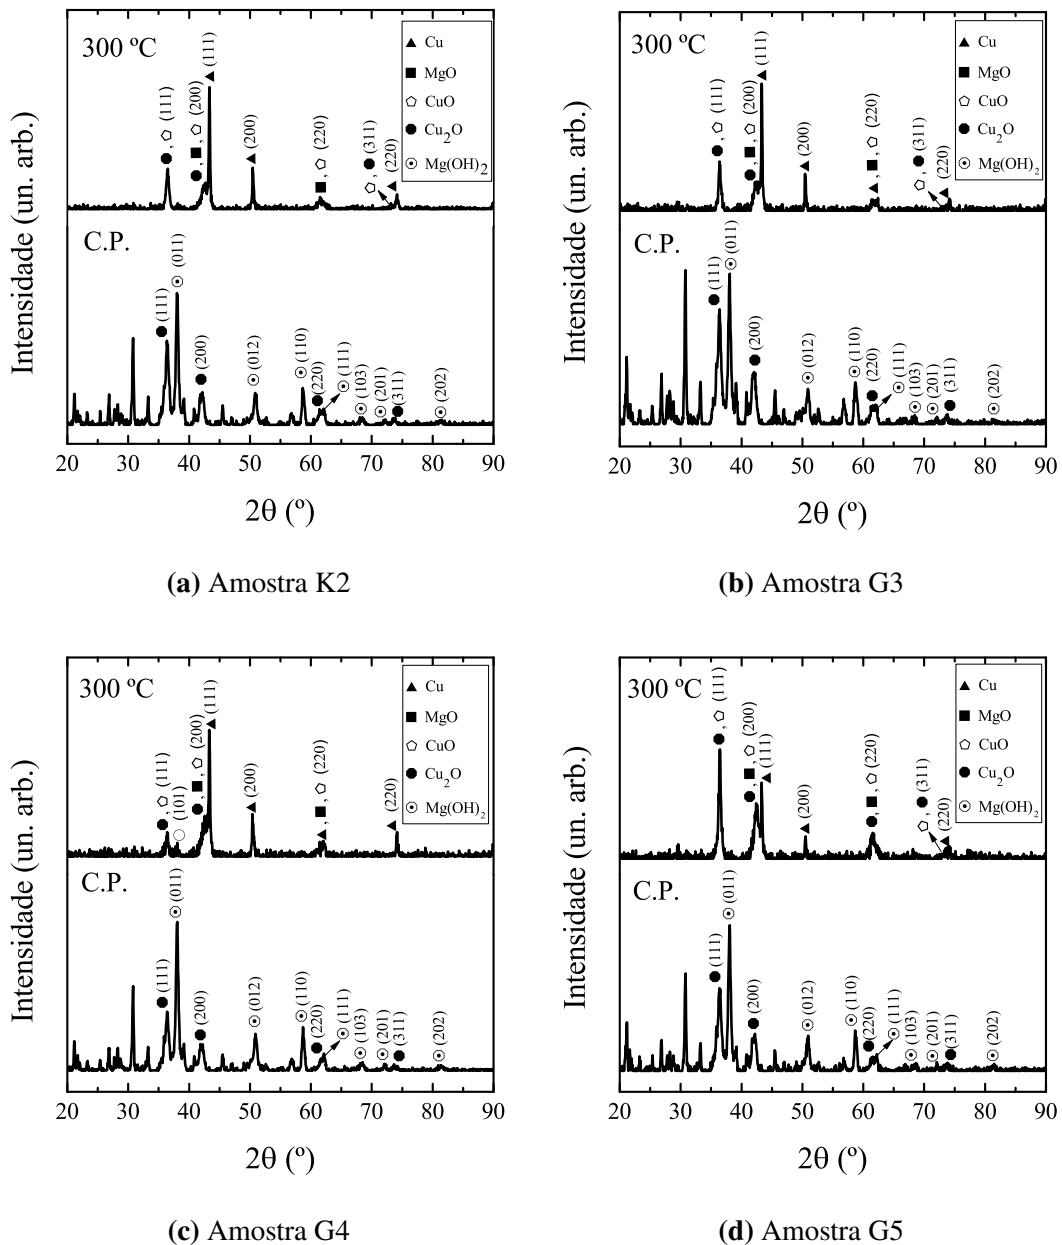 Intensidade (un. arb.)
300 ºC
(111)
(200)
(111)
(200)
(220)
(311)
(220)
Cu
MgO
CuO
Cu2O
Mg(OH)2
C.P.
(111)
(011)
(200)
(012)
(110)
(220)
(111)
(103)
(201)
(311)
(202)
20 30 40 50 60 70 80 90
2θ (º)
(a) Amostra K2
Intensidade (un. arb.)
300 ºC
(111)
(200)
(111)
(200)
(220)
(311)
(220)
Cu
MgO
CuO
Cu2O
Mg(OH)2
C.P.
(111)
(011)
(200)
(012)
(110)
(220)
(111)
(103)
(201)
(311)
(202)
20 30 40 50 60 70 80 90
2θ (º)
(b) Amostra G3
Intensidade (un. arb.)
300 ºC
(111)
(101)
(200)
(111)
(200)
(220)
(220)
Cu
MgO
CuO
Cu2O
Mg(OH)2
C.P.
(111)
(011)
(200)
(012)
(110)
(220)
(111)
(103)
(201)
(311)
(202)
20 30 40 50 60 70 80 90
2θ (º)
(c) Amostra G4
Intensidade (un. arb.)
300 ºC
(111)
(200)
(111)
(200)
(220)
(311)
(220)
Cu
MgO
CuO
Cu2O
Mg(OH)2
C.P.
(111)
(011)
(200)
(012)
(110)
(220)
(111)
(103)
(201)
(311)
(202)
20 30 40 50 60 70 80 90
2θ (º)
(d) Amostra G5